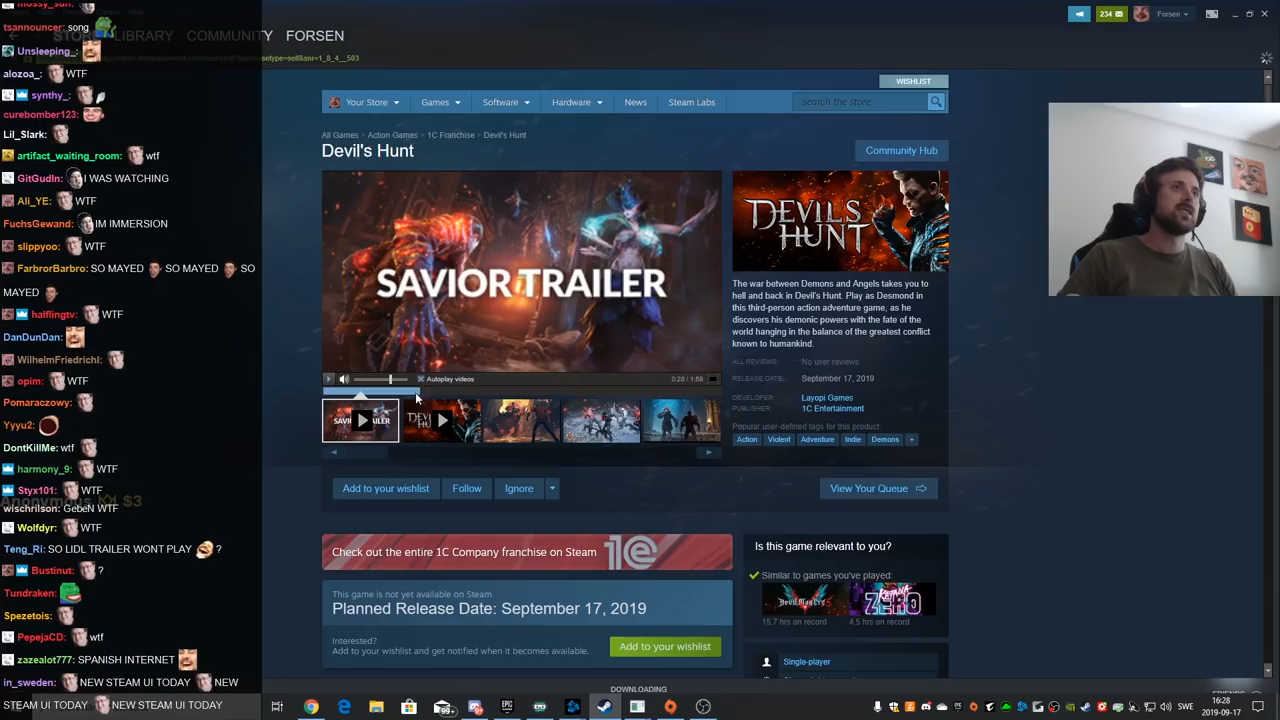 mossy_surf:
tsannouncer: song
Unsleeping_:
alozoa_: WTF
synthy_:
curebomber123:
Lil_Slark:
artifact_waiting_room: wtf
GitGudIn: I WAS WATCHING
Ali_YE: WTF
FuchsGewand: IM IMMERSION
slippyoo: WTF
FarbrorBarbro: SO MAYED SO MAYED SO
MAYED
halflingtv: WTF
DanDunDan:
WilhelmFriedrichI:
opim: WTF
Pomaraczowy:
Yyyu2:
DontKillMe: wtf
harmony_9: WTF
Styx101: WTF
Anonymous $3
wischrilson: GebeN WTF
Wolfdyr: WTF
Teng_Ri: SO LIDL TRAILER WONT PLAY ?
Bustinut: ?
Tundraken:
Spezetois:
PepejaCD: wtf
zazealot777: SPANISH INTERNET
in_sweden: NEW STEAM UI TODAY NEW
STEAM UI TODAY NEW STEAM UI TODAY
STORE LIBRARY COMMUNITY FORSEN
234 Forsen
WISHLIST
Your Store Games Software Hardware News Steam Labs search the store
All Games > Action Games > 1C Franchise > Devil's Hunt
Devil's Hunt
Community Hub
SAVIOR TRAILER
Autoplay videos 0:28 / 1:58
DEVIL'S HUNT
The war between Demons and Angels takes you to
hell and back in Devil's Hunt. Play as Desmond in
this third-person action adventure game, as he
discovers his demonic powers with the fate of the
world hanging in the balance of the greatest conflict
known to humankind.
ALL REVIEWS: No user reviews
RELEASE DATE: September 17, 2019
DEVELOPER: Layopi Games
PUBLISHER: 1C Entertainment
Popular user-defined tags for this product:
Action Violent Adventure Indie Demons +
Add to your wishlist Follow Ignore View Your Queue
Check out the entire 1C Company franchise on Steam 1C
This game is not yet available on Steam
Planned Release Date: September 17, 2019
Interested?
Add to your wishlist and get notified when it becomes available.
Add to your wishlist
Is this game relevant to you?
Similar to games you've played:
Devil May Cry
KATANA ZERO
15.7 hrs on record 4.5 hrs on record
Single-player
DOWNLOADING
99+
SWE
16:28
2019-09-17